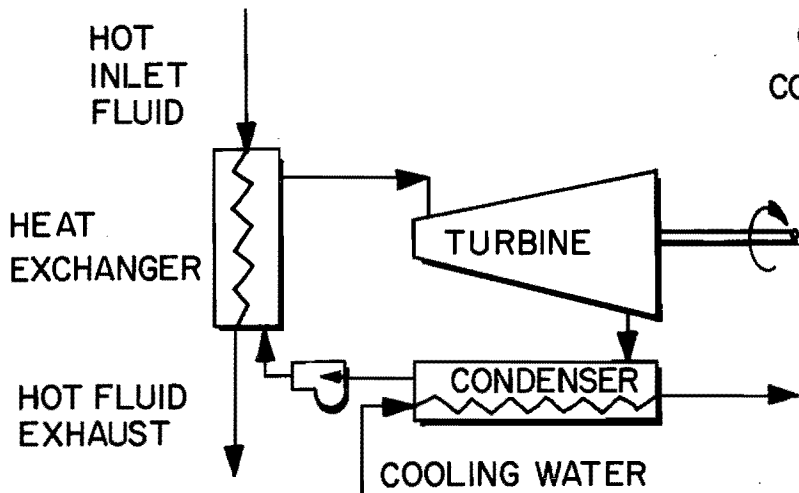 HOT
INLET
FLUID
HEAT
EXCHANGER
TURBINE
CONDENSER
HOT FLUID
EXHAUST
COOLING WATER